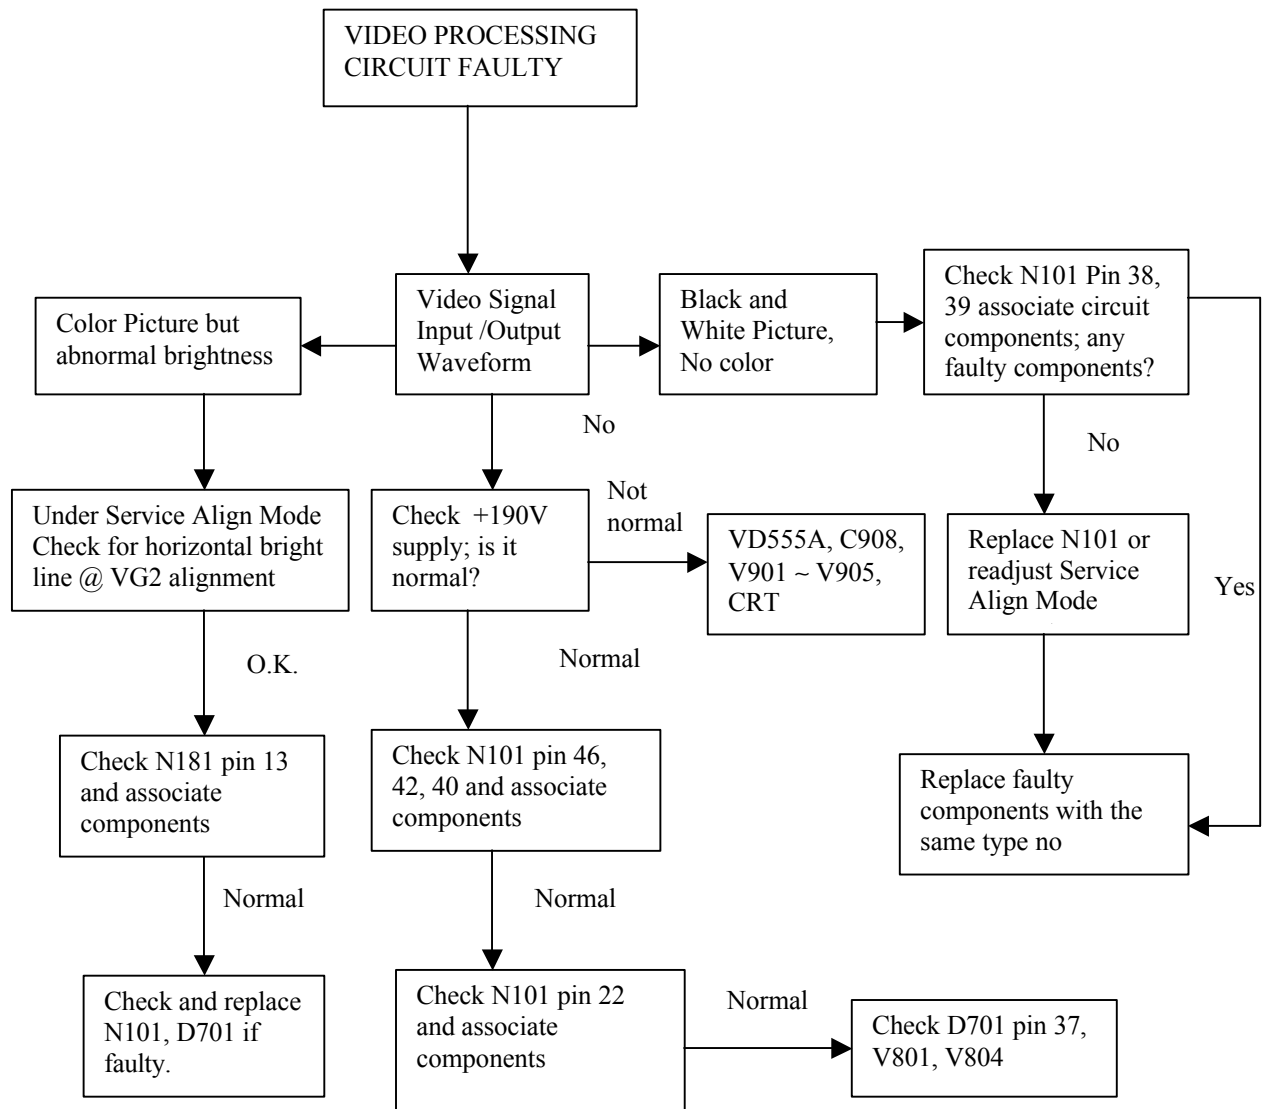 VIDEO PROCESSING
CIRCUIT FAULTY
Color Picture but
abnormal brightness
Video Signal
Input /Output
Waveform
Black and
White Picture,
No color
Check N101 Pin 38,
39 associate circuit
components; any
faulty components?
No
No
Yes
Under Service Align Mode
Check for horizontal bright
line @ VG2 alignment
Check +190V
supply; is it
normal?
Not
normal
VD555A, C908,
V901 ~ V905,
CRT
Replace N101 or
readjust Service
Align Mode
O.K.
Normal
Check N181 pin 13
and associate
components
Check N101 pin 46,
42, 40 and associate
components
Replace faulty
components with the
same type no
Normal
Normal
Check and replace
N101, D701 if
faulty.
Check N101 pin 22
and associate
components
Normal
Check D701 pin 37,
V801, V804